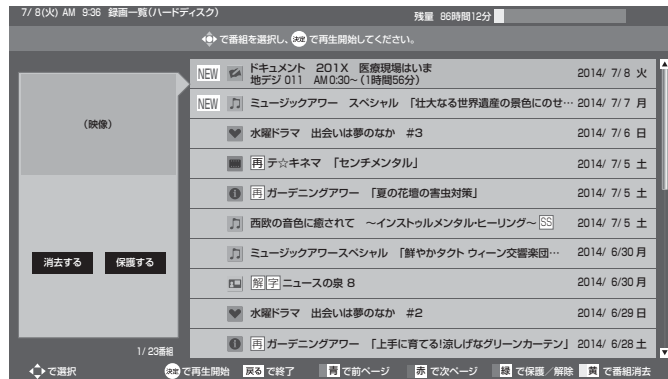 7/ 8(火) AM 9:36 録画一覧(ハードディスク)
残量 86時間12分
で番組を選択し、決定で再生開始してください。
(映像)
消去する 保護する
1/ 23番組
NEW ドキュメント 201X 医療現場はいま 2014/ 7/ 8 火
地デジ 011 AM 0:30~(1時間56分)
NEW ミュージックアワー スペシャル 「壮大なる世界遺産の景色にのせ… 2014/ 7/ 7 月
水曜ドラマ 出会いは夢のなか #3 2014/ 7/ 6 日
再 テ☆キネマ 「センチメンタル」 2014/ 7/ 5 土
再 ガーデニングアワー 「夏の花壇の害虫対策」 2014/ 7/ 5 土
西欧の音色に癒されて ~インストゥルメンタル・ヒーリング~ SS 2014/ 7/ 5 土
ミュージックアワースペシャル 「鮮やかタクト ウィーン交響楽団… 2014/ 6/30 月
解 字 ニュースの泉 8 2014/ 6/30 月
水曜ドラマ 出会いは夢のなか #2 2014/ 6/29 日
再 ガーデニングアワー 「上手に育てる!涼しげなグリーンカーテン」 2014/ 6/28 土
で選択 決定で再生開始 戻るで終了 青で前ページ 赤で次ページ 緑で保護/解除 黄で番組消去